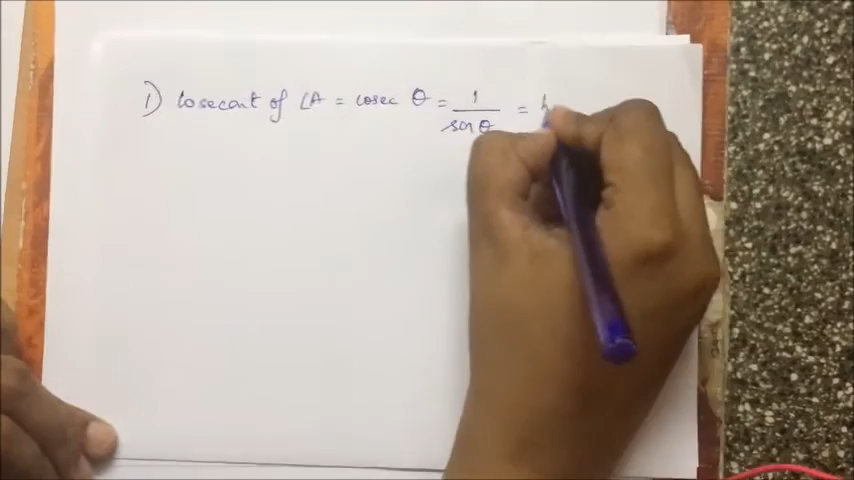 1) Cosecant of ∠A = cosec θ = 1/sin θ = h